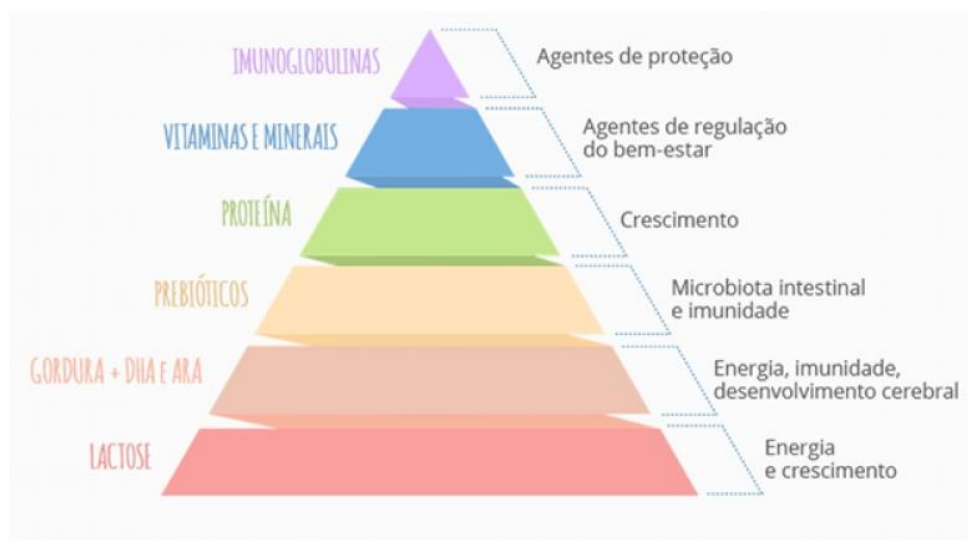 IMUNOGLOBULINAS
Agentes de proteção
VITAMINAS E MINERAIS
Agentes de regulação
do bem-estar
PROTEÍNA
Crescimento
PREBIÓTICOS
Microbiota intestinal
e imunidade
GORDURA + DHA E ARA
Energia, imunidade,
desenvolvimento cerebral
LACTOSE
Energia
e crescimento